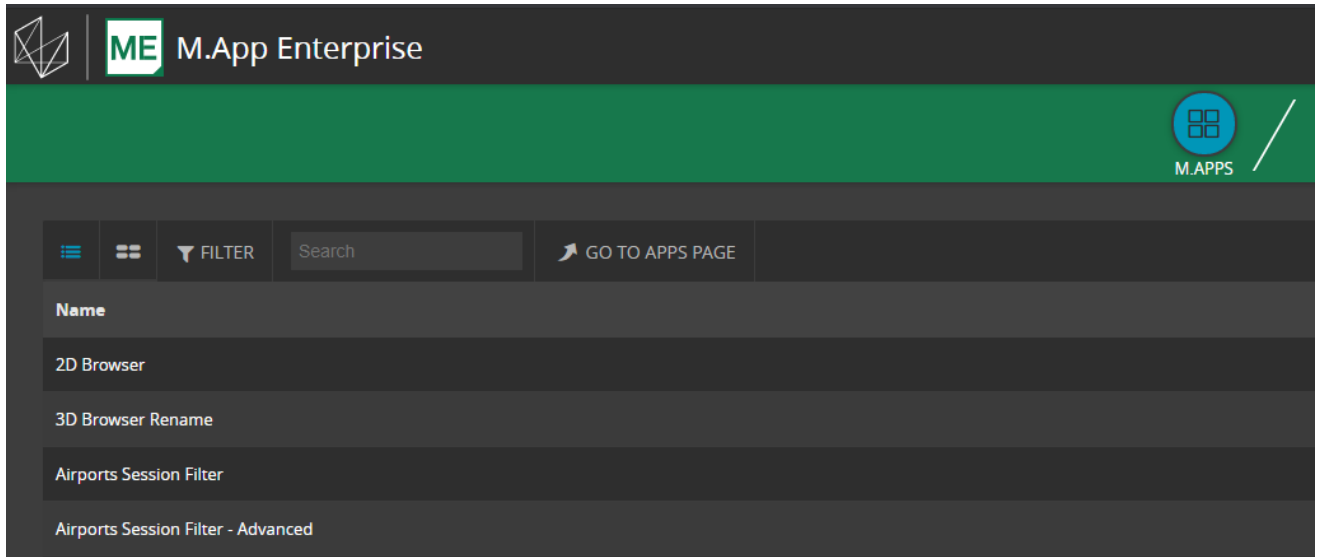 ME M.App Enterprise
M.APPS
FILTER Search GO TO APPS PAGE
Name
2D Browser
3D Browser Rename
Airports Session Filter
Airports Session Filter - Advanced